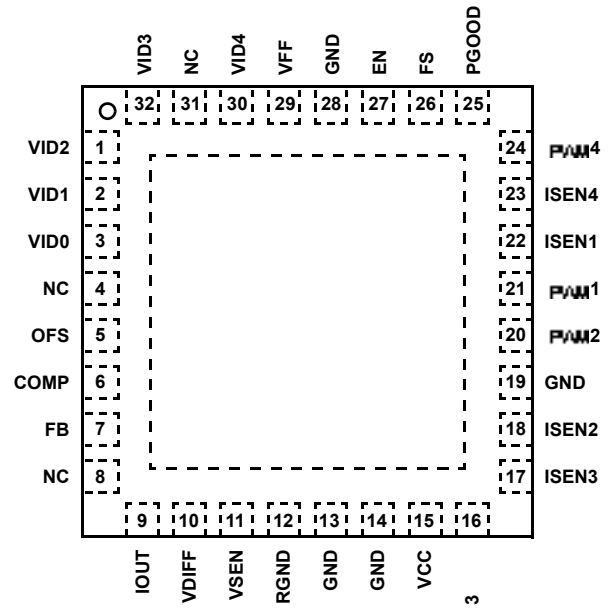 VID3 NC VID4 VFF GND EN FS PGOOD
32 31 30 29 28 27 26 25
VID2 1 24 PWM4
VID1 2 23 ISEN4
VID0 3 22 ISEN1
NC 4 21 PWM1
OFS 5 20 PWM2
COMP 6 19 GND
FB 7 18 ISEN2
NC 8 17 ISEN3
9 10 11 12 13 14 15 16
IOUT VDIFF VSEN RGND GND GND VCC 3